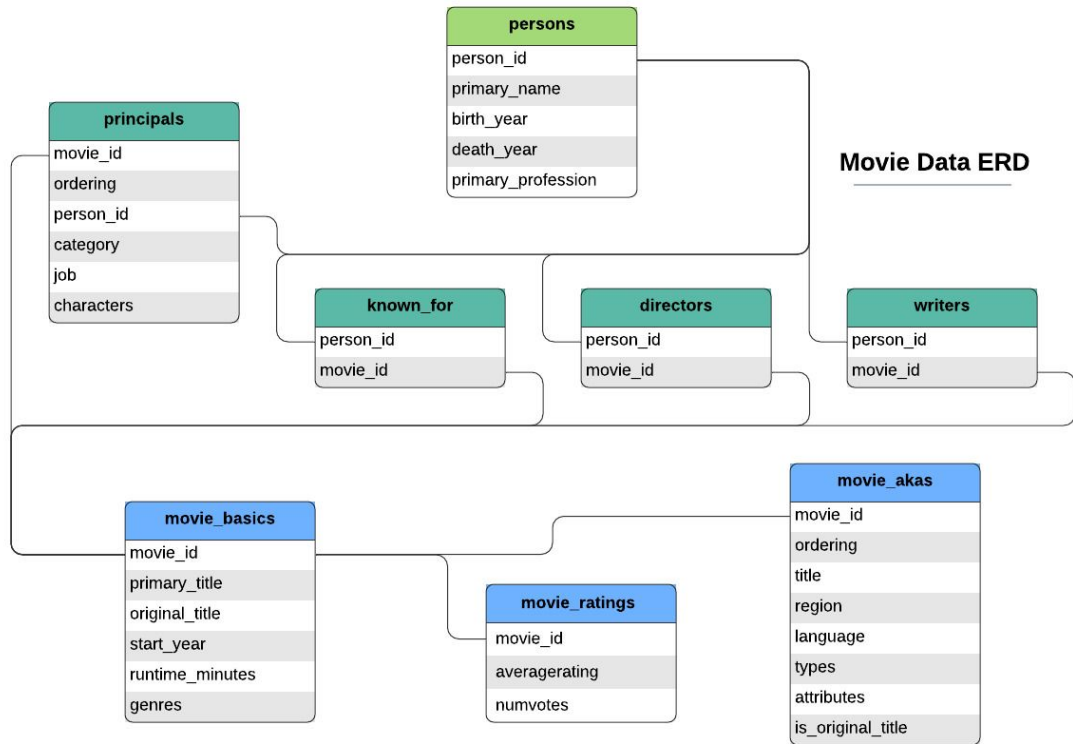 persons
person_id
primary_name
birth_year
death_year
primary_profession
principals
movie_id
ordering
person_id
category
job
characters
Movie Data ERD
known_for
person_id
movie_id
directors
person_id
movie_id
writers
person_id
movie_id
movie_basics
movie_id
primary_title
original_title
start_year
runtime_minutes
genres
movie_ratings
movie_id
averagerating
numvotes
movie_akas
movie_id
ordering
title
region
language
types
attributes
is_original_title